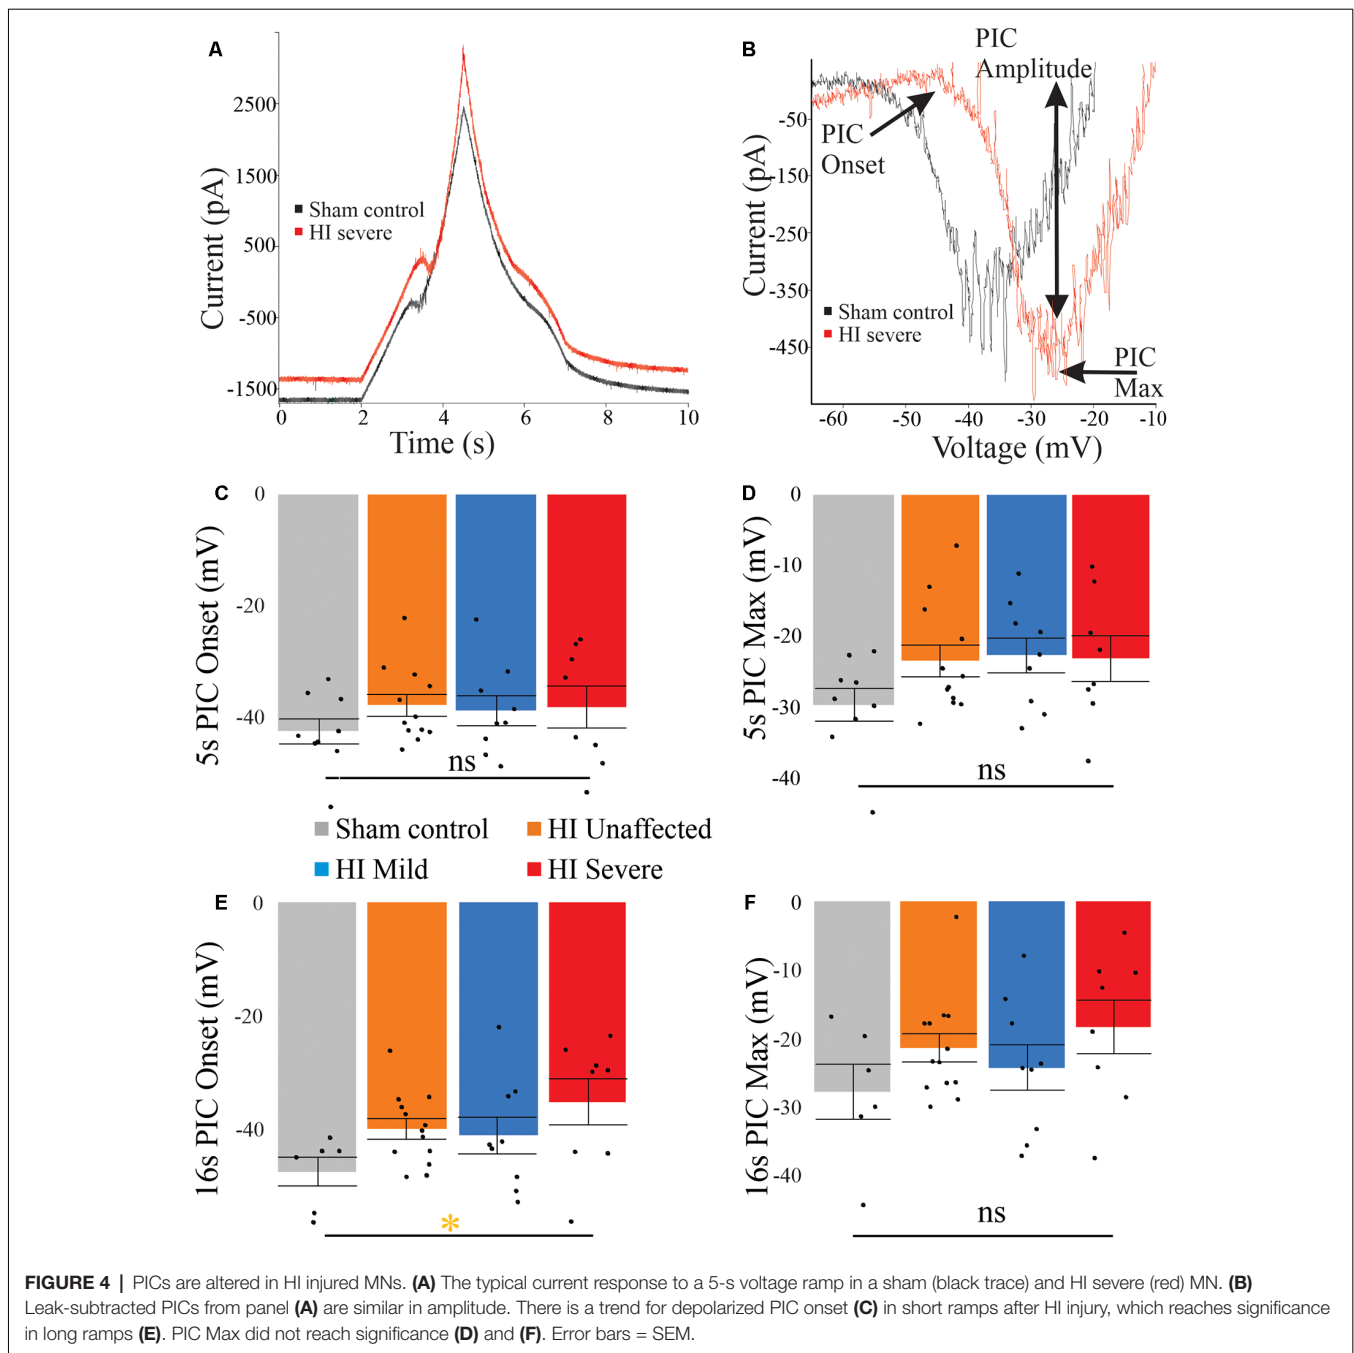 A
2500
1500
500
-500
-1500
Current (pA)
Sham control
HI severe
0
2
4
6
8
10
Time (s)
B
PIC
Amplitude
PIC
Onset
PIC
Max
-50
-150
-250
-350
-450
Current (pA)
Sham control
HI severe
-60
-50
-40
-30
-20
-10
Voltage (mV)
C
0
-20
-40
5s PIC Onset (mV)
ns
D
0
-10
-20
-30
-40
5s PIC Max (mV)
ns
Sham control
HI Unaffected
HI Mild
HI Severe
E
0
-20
-40
16s PIC Onset (mV)
*
F
0
-10
-20
-30
-40
16s PIC Max (mV)
ns
FIGURE 4 | PICs are altered in HI injured MNs. (A) The typical current response to a 5-s voltage ramp in a sham (black trace) and HI severe (red) MN. (B)
Leak-subtracted PICs from panel (A) are similar in amplitude. There is a trend for depolarized PIC onset (C) in short ramps after HI injury, which reaches significance
in long ramps (E). PIC Max did not reach significance (D) and (F). Error bars = SEM.